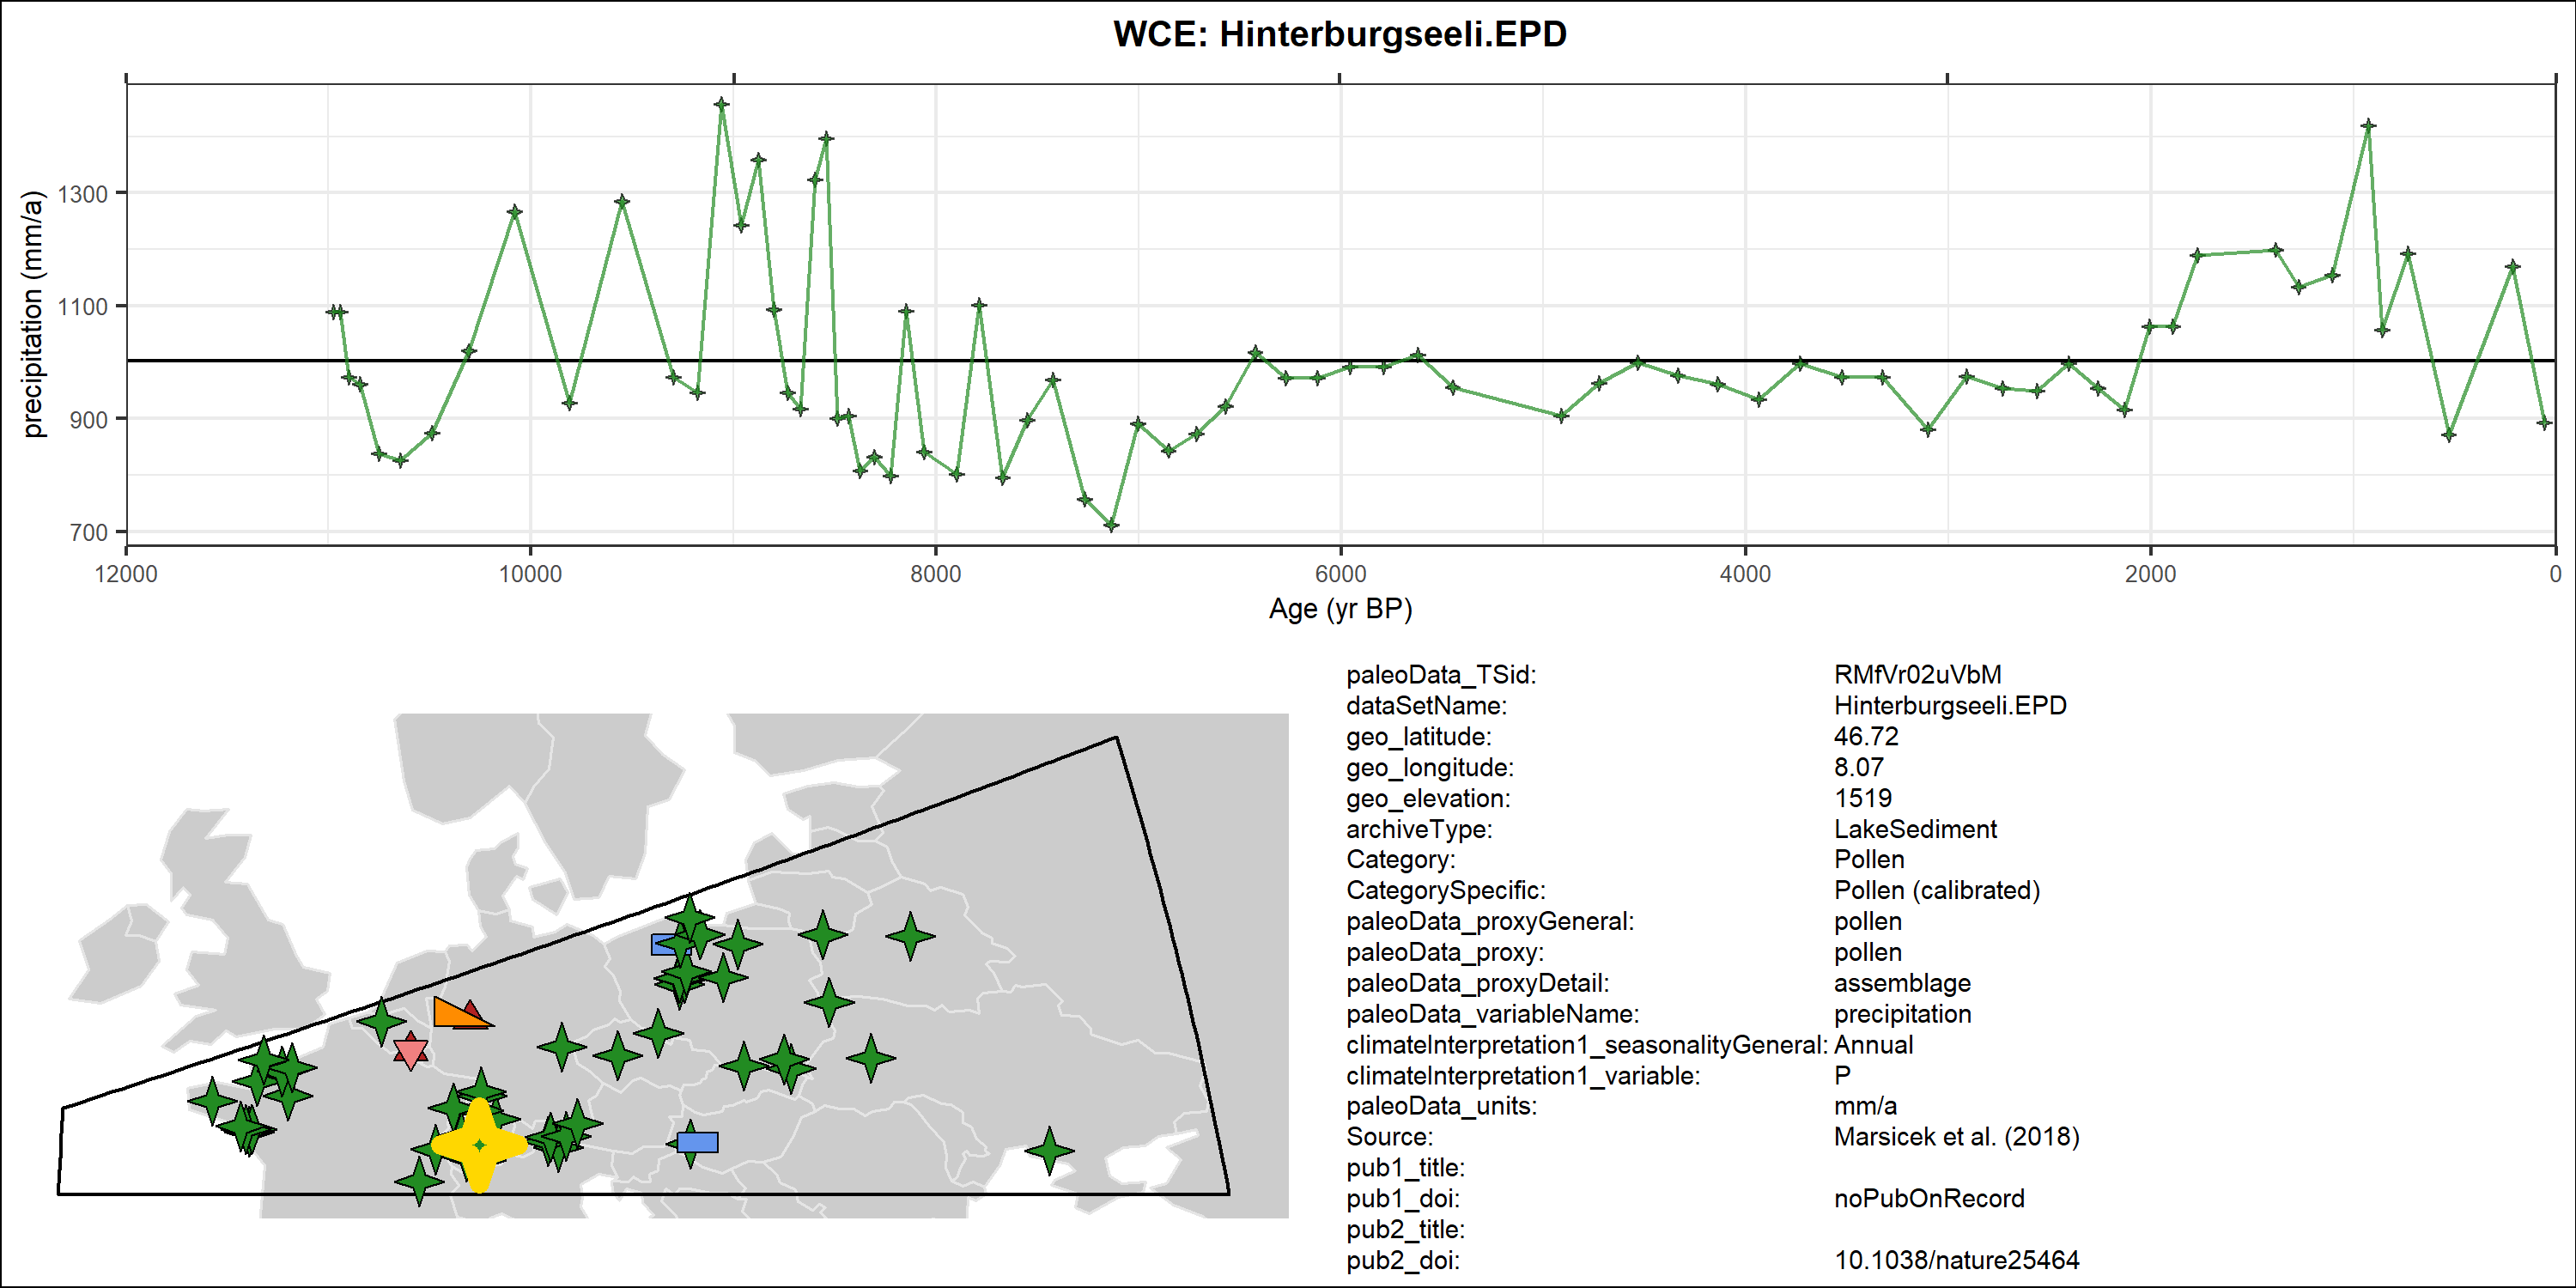 WCE: Hinterburgseeli.EPD
precipitation (mm/a)
1300
1100
900
700
12000 10000 8000 6000 4000 2000 0
Age (yr BP)
paleoData_TSid: RMfVr02uVbM
dataSetName: Hinterburgseeli.EPD
geo_latitude: 46.72
geo_longitude: 8.07
geo_elevation: 1519
archiveType: LakeSediment
Category: Pollen
CategorySpecific: Pollen (calibrated)
paleoData_proxyGeneral: pollen
paleoData_proxy: pollen
paleoData_proxyDetail: assemblage
paleoData_variableName: precipitation
climateInterpretation1_seasonalityGeneral: Annual
climateInterpretation1_variable: P
paleoData_units: mm/a
Source: Marsicek et al. (2018)
pub1_title:
pub1_doi: noPubOnRecord
pub2_title:
pub2_doi: 10.1038/nature25464